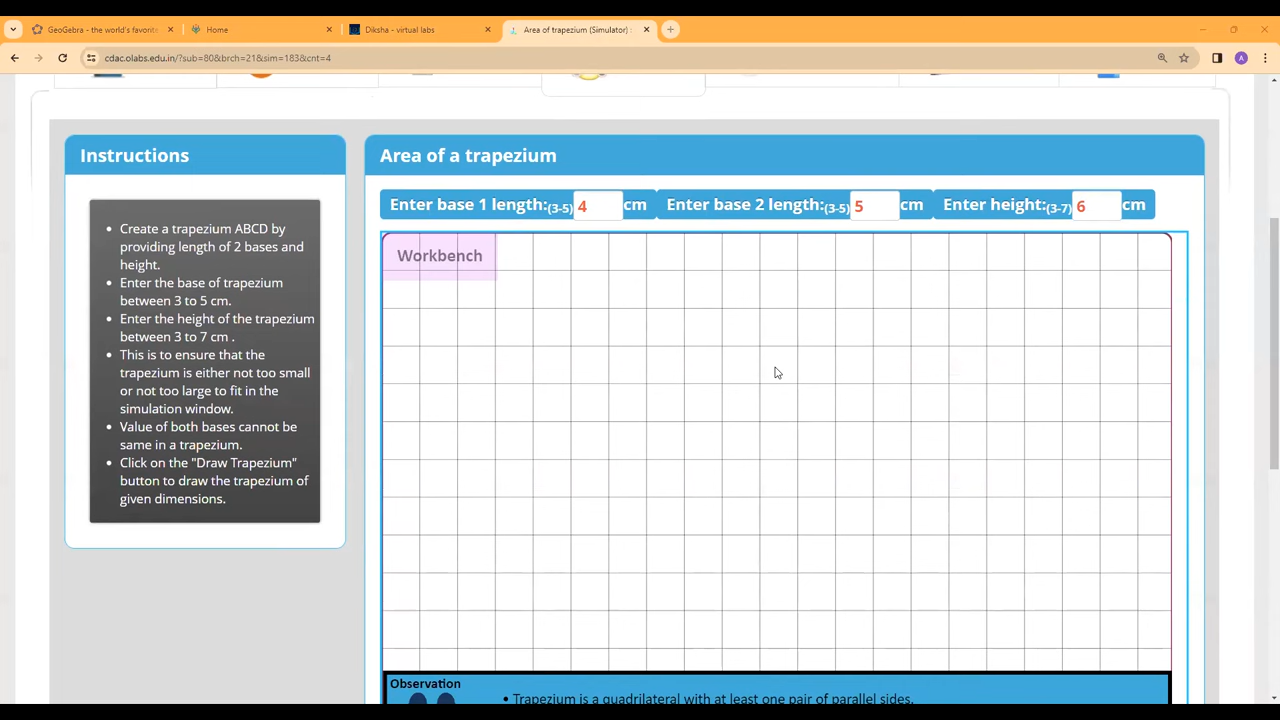 GeoGebra - the world's favorite
Home
Diksha - virtual labs
Area of trapezium (Simulator) :
cdac.olabs.edu.in/?sub=80&brch=21&sim=183&cnt=4
A
Instructions
• Create a trapezium ABCD by
providing length of 2 bases and
height.
• Enter the base of trapezium
between 3 to 5 cm.
• Enter the height of the trapezium
between 3 to 7 cm .
• This is to ensure that the
trapezium is either not too small
or not too large to fit in the
simulation window.
• Value of both bases cannot be
same in a trapezium.
• Click on the "Draw Trapezium"
button to draw the trapezium of
given dimensions.
Area of a trapezium
Enter base 1 length:(3-5) 4 cm Enter base 2 length:(3-5) 5 cm Enter height:(3-7) 6 cm
Workbench
Observation
• Trapezium is a quadrilateral with at least one pair of parallel sides.